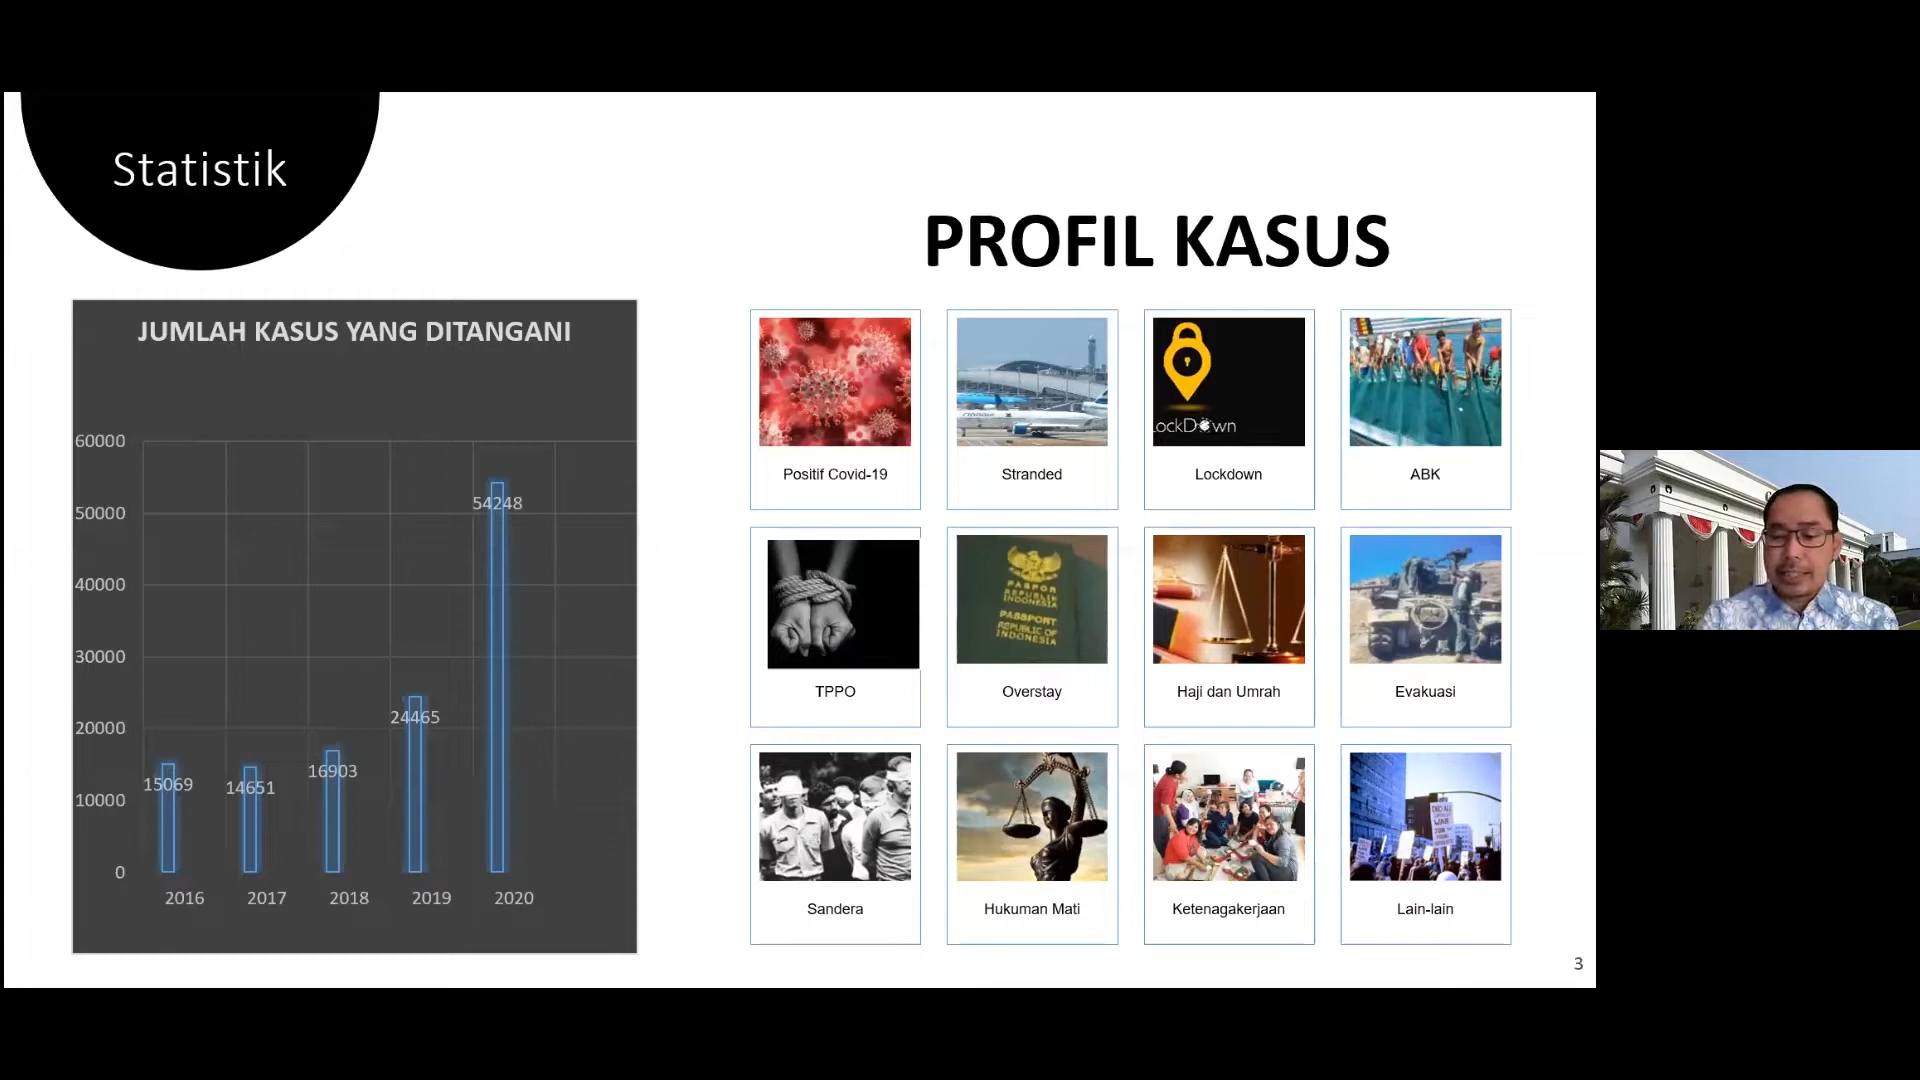 Statistik
PROFIL KASUS
JUMLAH KASUS YANG DITANGANI
60000
50000
40000
30000
20000
10000
0
15069
14651
16903
24465
54248
2016
2017
2018
2019
2020
LockDown
Positif Covid-19
Stranded
Lockdown
ABK
PASPOR
REPUBLIK
INDONESIA
PASSPORT
REPUBLIC OF
INDONESIA
TPPO
Overstay
Haji dan Umrah
Evakuasi
Sandera
Hukuman Mati
Ketenagakerjaan
Lain-lain
3